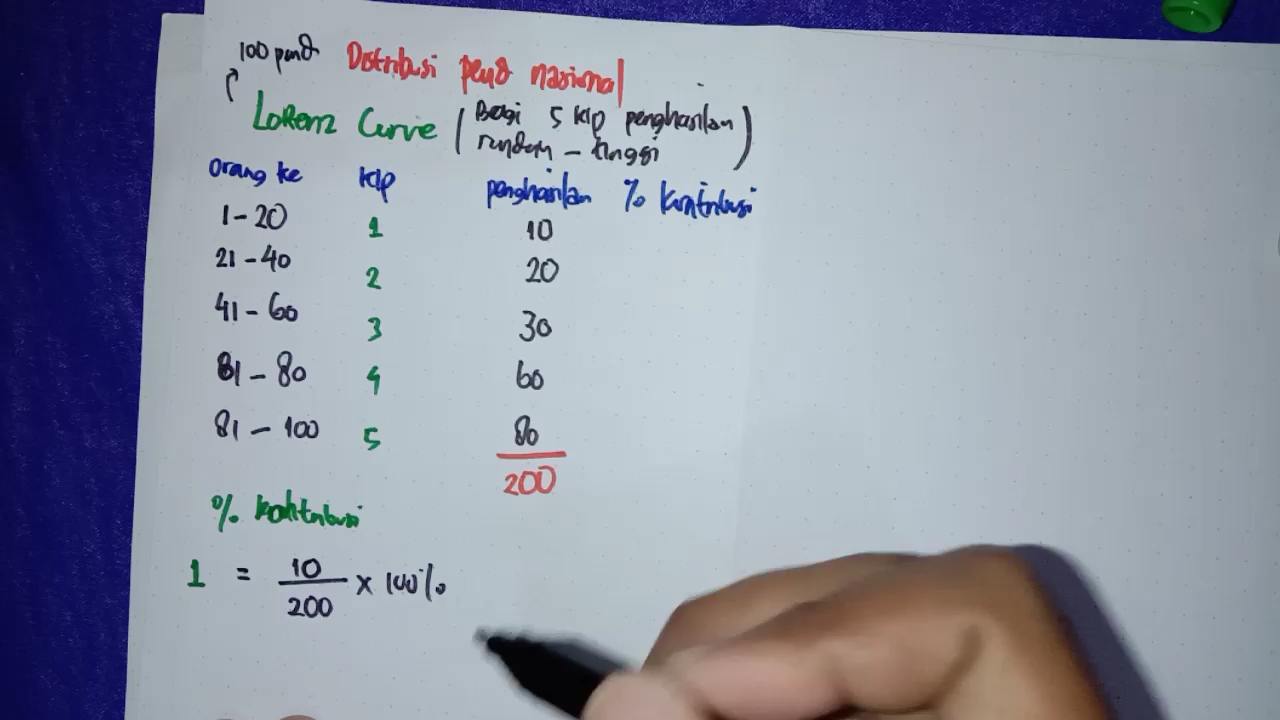 100 pend Distribusi pend nasional
Lorenz Curve (Bagi 5 klp penghasilan
rendam - tinggi)
orang ke klp penghasilan % kontribusi
1-20 1 10
21-40 2 20
41-60 3 30
81-80 4 60
81-100 5 80
200
% kontribusi
1 = 10/200 x 100%